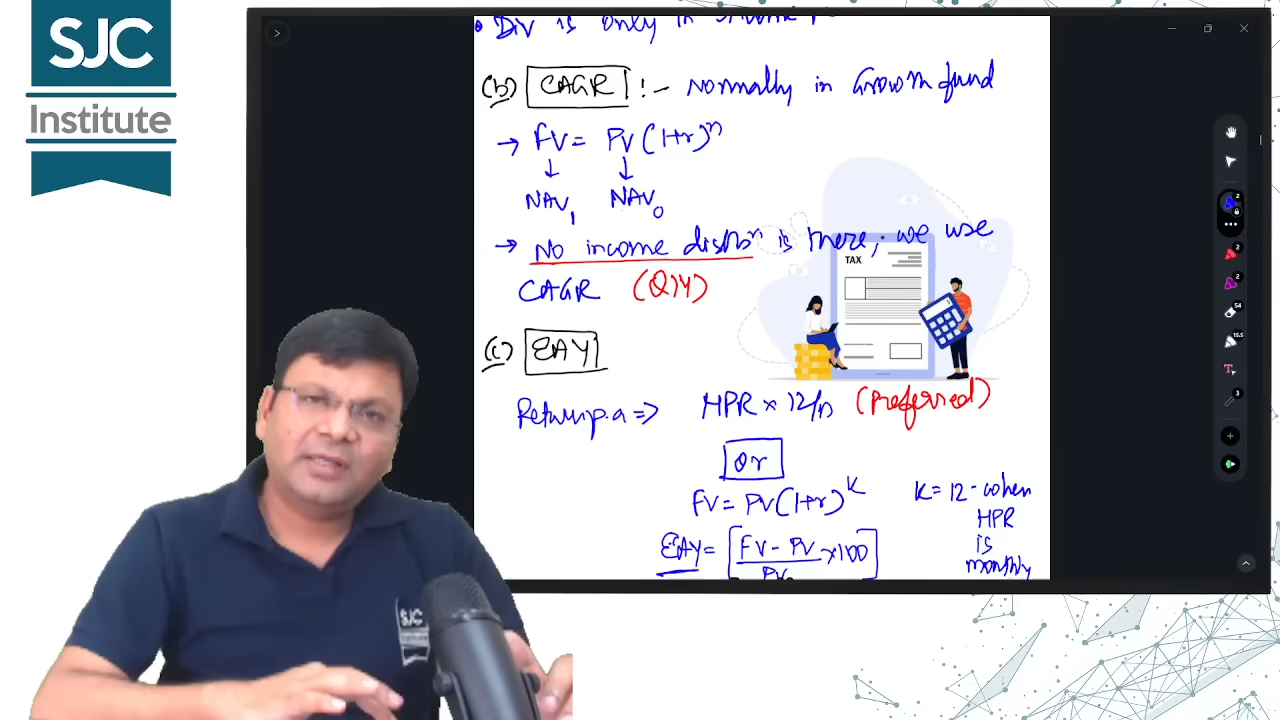 SJC
Institute
• Div is only in
(b) CAGR :- Normally in Growth fund
→ FV = PV (1+r)^n
↓ ↓
NAV₁ NAV₀
→ No income distbⁿ is there, we use
CAGR (Q/Y)
TAX
(c) EAY
Return p.a => HPR × 12/n (Preferred)
Or
FV = PV(1+r)^K K = 12 - when
HPR
is
monthly
EAY = [FV - PV × 100]
PV
SJC